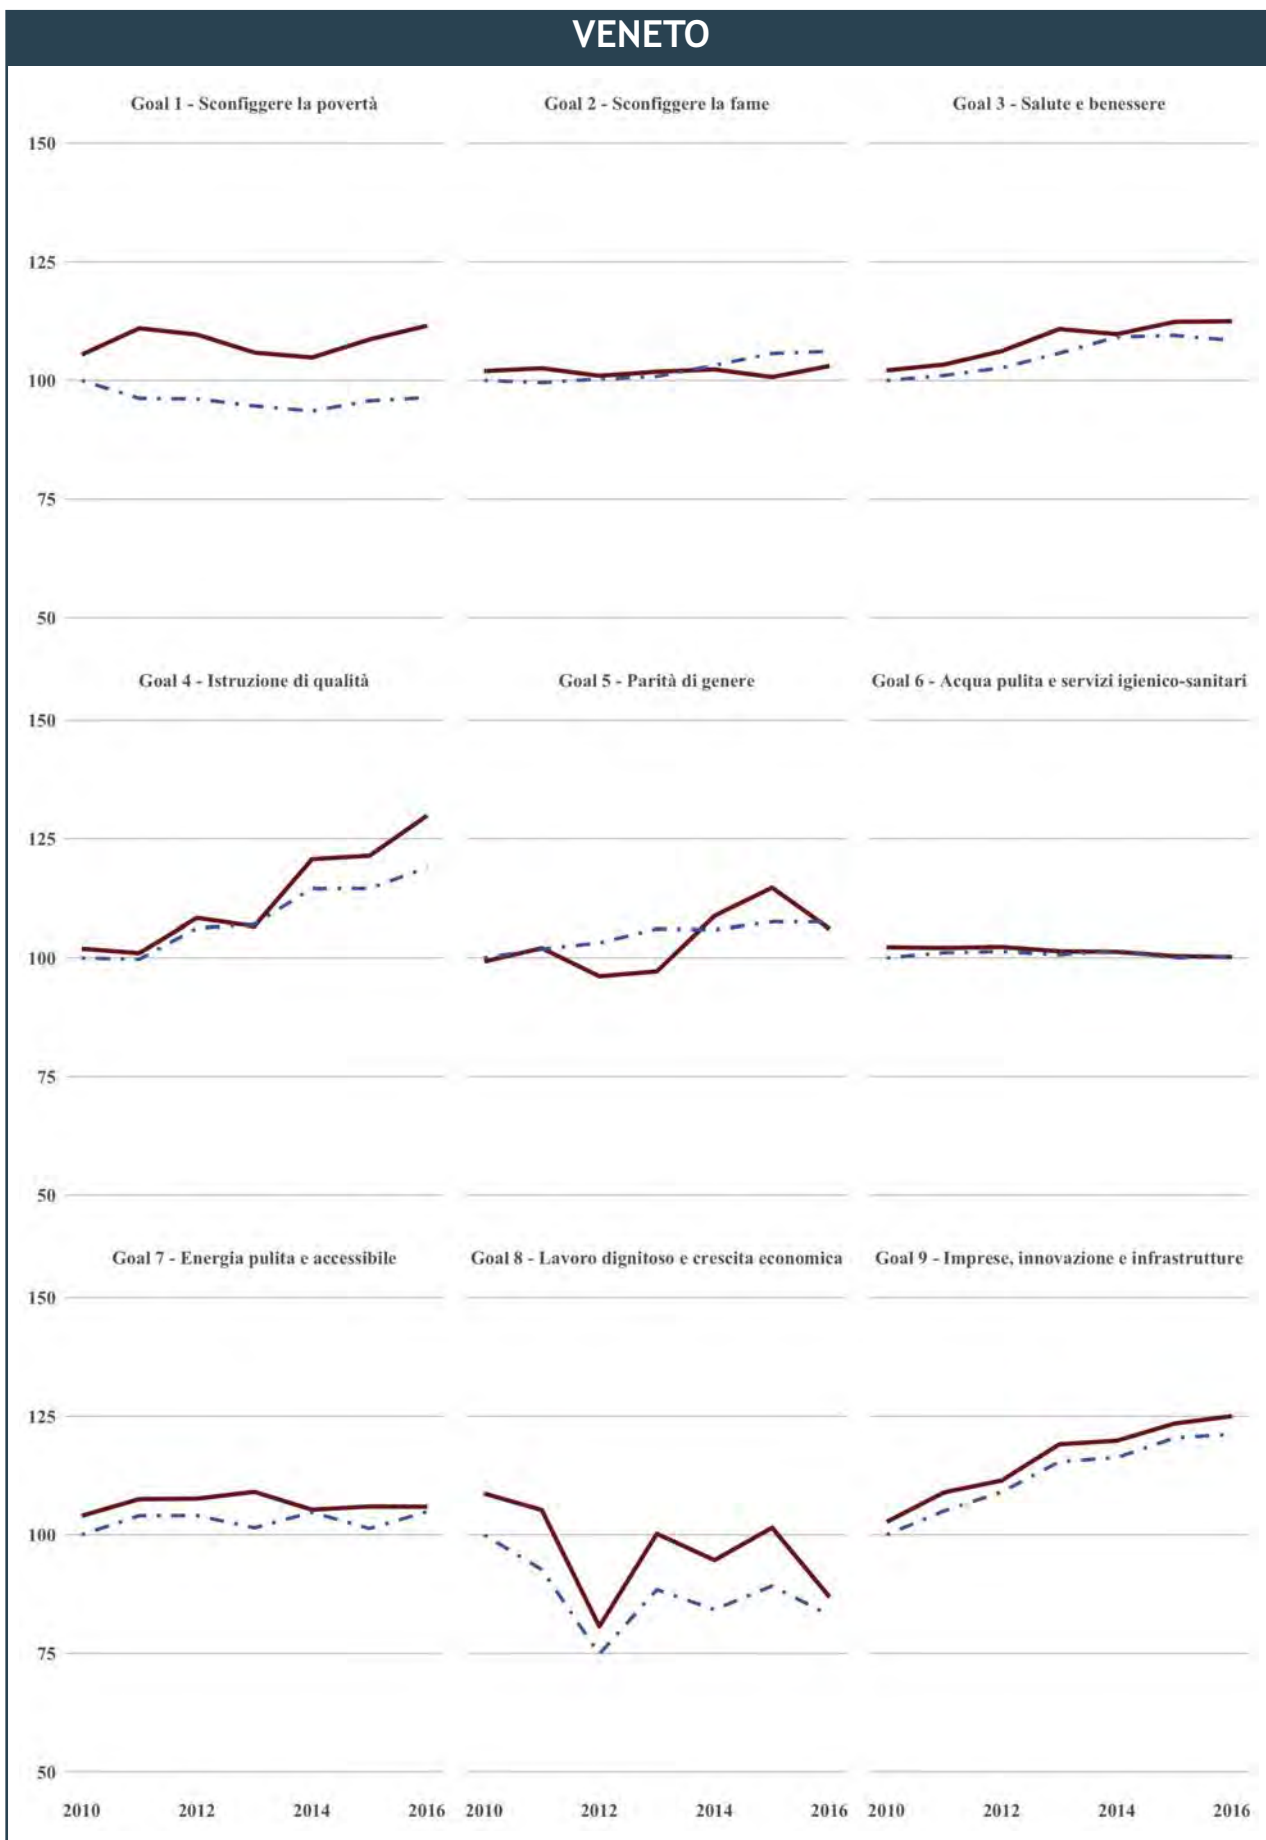 VENETO
Goal 1 - Sconfiggere la povertà
Goal 2 - Sconfiggere la fame
Goal 3 - Salute e benessere
150
125
100
75
50
Goal 4 - Istruzione di qualità
Goal 5 - Parità di genere
Goal 6 - Acqua pulita e servizi igienico-sanitari
150
125
100
75
50
Goal 7 - Energia pulita e accessibile
Goal 8 - Lavoro dignitoso e crescita economica
Goal 9 - Imprese, innovazione e infrastrutture
150
125
100
75
50
2010 2012 2014 2016
2010 2012 2014 2016
2010 2012 2014 2016